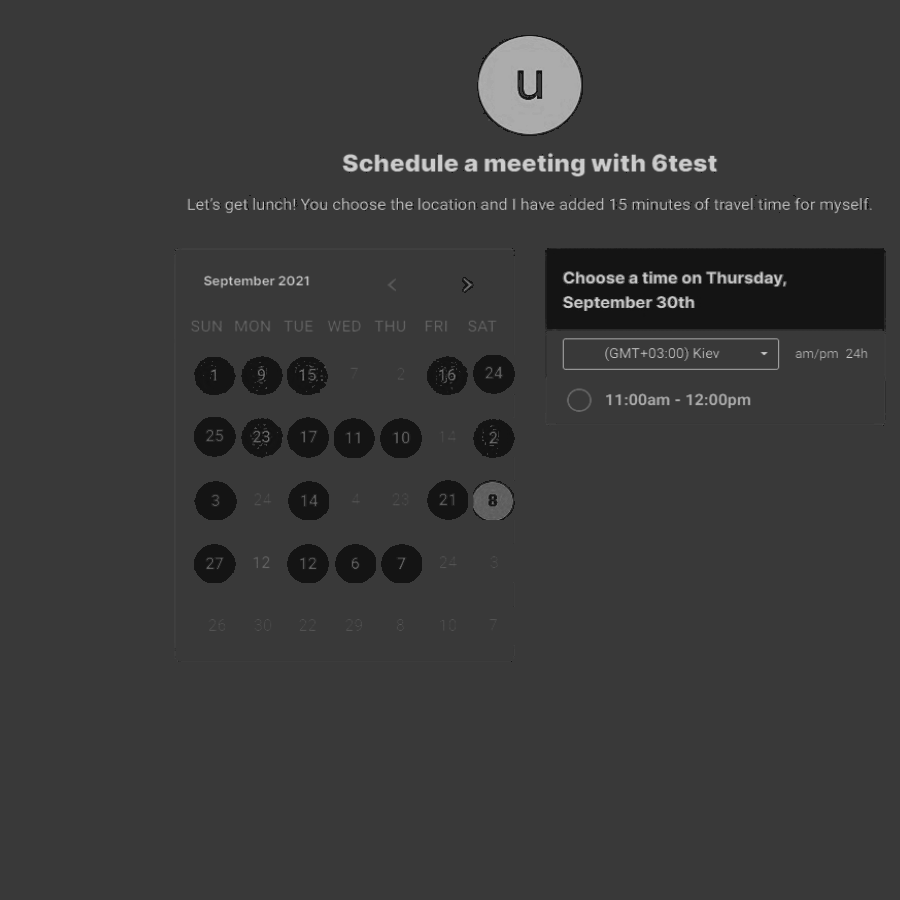 u
Schedule a meeting with 6test
Let's get lunch! You choose the location and I have added 15 minutes of travel time for myself.
September 2021
SUN MON TUE WED THU FRI SAT
1 9 15 7 2 16 24
25 23 17 11 10 14 2
3 24 14 4 23 21 8
27 12 12 6 7 24 3
26 30 22 29 8 10 7
Choose a time on Thursday,
September 30th
(GMT+03:00) Kiev am/pm 24h
11:00am - 12:00pm